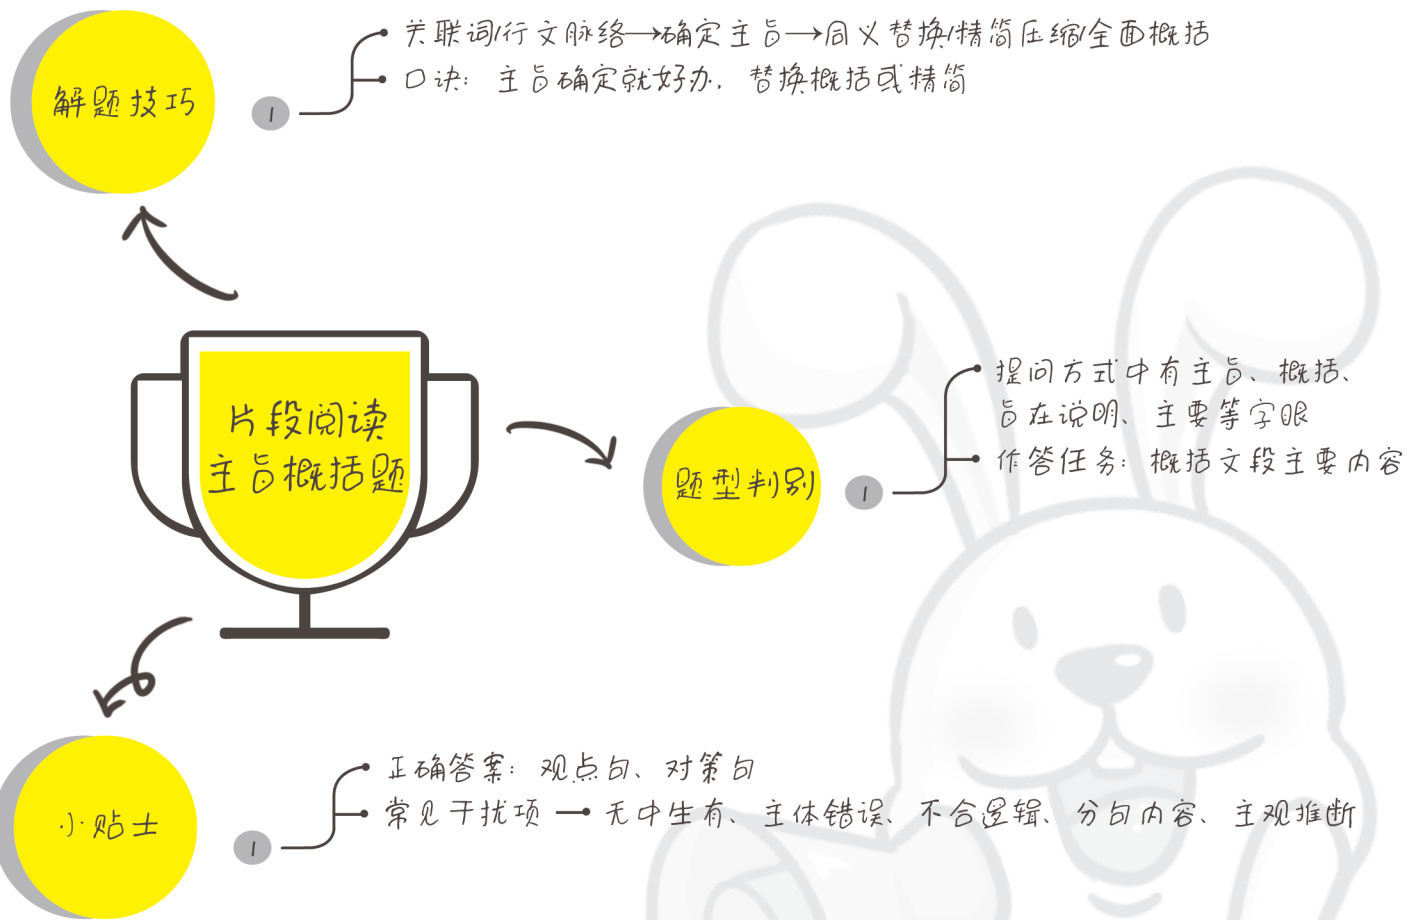 解题技巧
1
关联词/行文脉络→确定主旨→同义替换/精简压缩/全面概括
口诀：主旨确定就好办，替换概括或精简
片段阅读
主旨概括题
题型判别
1
提问方式中有主旨、概括、
旨在说明、主要等字眼
作答任务：概括文段主要内容
小贴士
1
正确答案：观点句、对策句
常见干扰项 — 无中生有、主体错误、不合逻辑、分句内容、主观推断